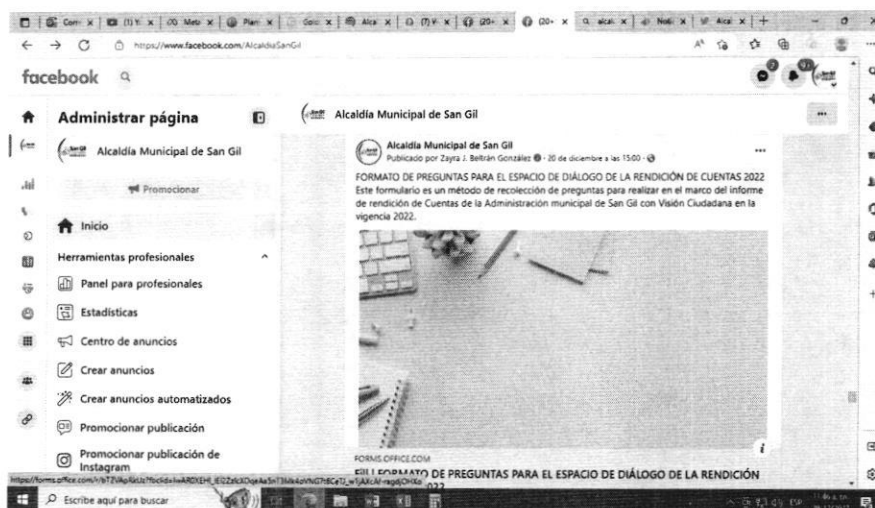 https://www.facebook.com/AlcaldiaSanGil
facebook
Administrar página
Alcaldía Municipal de San Gil
Promocionar
Inicio
Herramientas profesionales
Panel para profesionales
Estadísticas
Centro de anuncios
Crear anuncios
Crear anuncios automatizados
Promocionar publicación
Promocionar publicación de
Instagram
Alcaldía Municipal de San Gil
Alcaldía Municipal de San Gil
Publicado por Zayra J. Beltrán González · 20 de diciembre a las 15:00 ·
FORMATO DE PREGUNTAS PARA EL ESPACIO DE DIÁLOGO DE LA RENDICIÓN DE CUENTAS 2022
Este formulario es un método de recolección de preguntas para realizar en el marco del informe
de rendición de Cuentas de la Administración municipal de San Gil con Visión Ciudadana en la
vigencia 2022.
FORMS.OFFICE.COM
Fill | FORMATO DE PREGUNTAS PARA EL ESPACIO DE DIÁLOGO DE LA RENDICIÓN
Escribe aquí para buscar
ESP